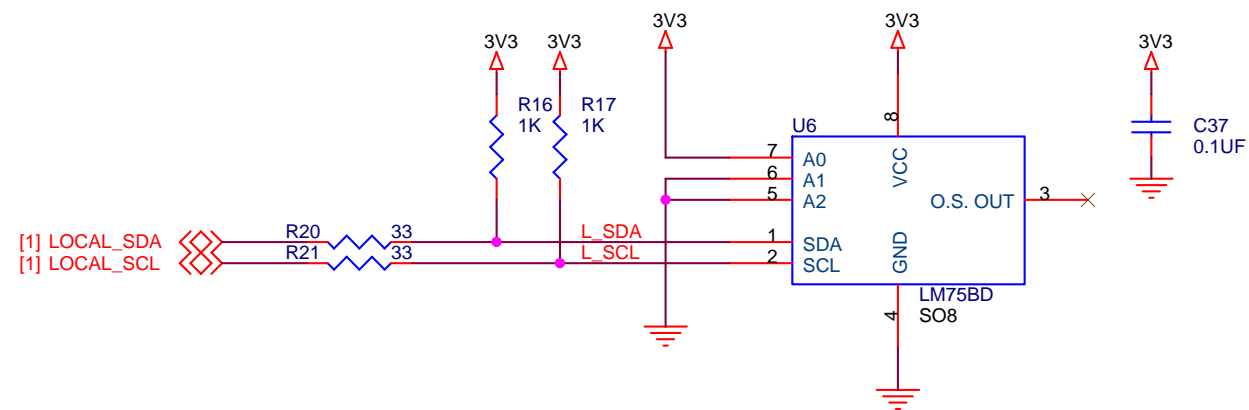 3V3
3V3
3V3
3V3
3V3
R16
1K
R17
1K
U6
8
VCC
C37
0.1UF
7
A0
6
A1
5
A2
O.S. OUT
3
[1] LOCAL_SDA
R20
33
L_SDA
1
SDA
[1] LOCAL_SCL
R21
33
L_SCL
2
SCL
GND
4
LM75BD
SO8